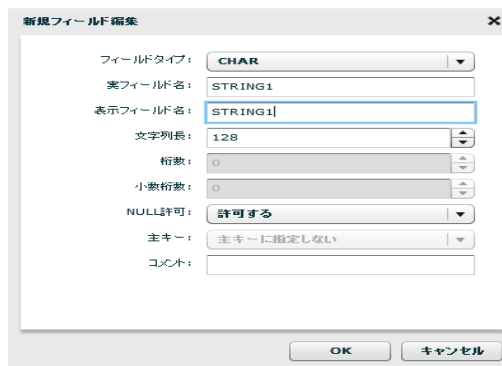 新規フィールド編集
フィールドタイプ： CHAR
実フィールド名： STRING1
表示フィールド名： STRING1
文字列長： 128
桁数： 0
小数桁数： 0
NULL許可： 許可する
主キー： 主キーに指定しない
コメント：
OK キャンセル